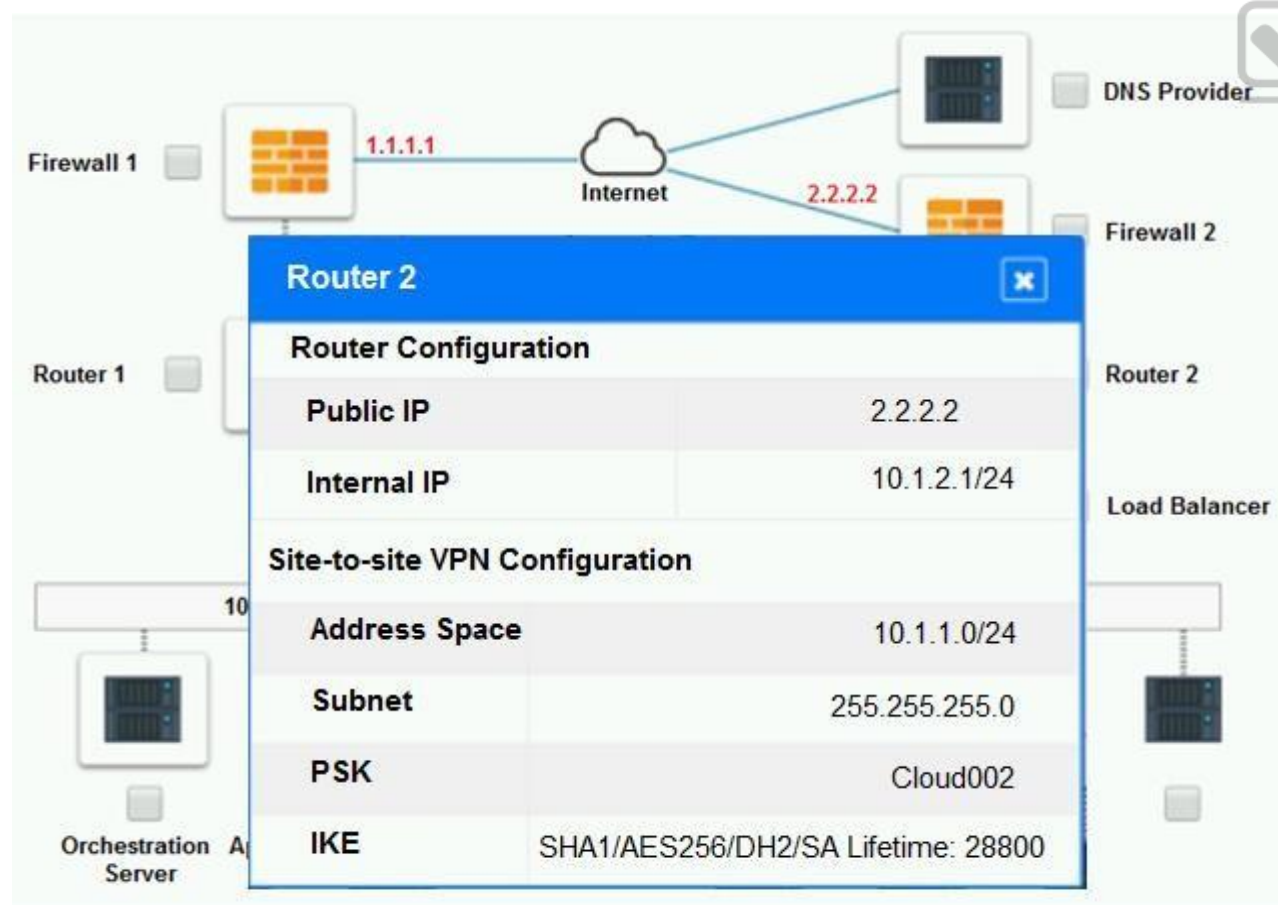 DNS Provider
Firewall 1
1.1.1.1
Internet
2.2.2.2
Firewall 2
Router 2
Router Configuration
Router 1
Router 2
Public IP 2.2.2.2
Internal IP 10.1.2.1/24
Load Balancer
Site-to-site VPN Configuration
10
Address Space 10.1.1.0/24
Subnet 255.255.255.0
PSK Cloud002
IKE SHA1/AES256/DH2/SA Lifetime: 28800
Orchestration
Server